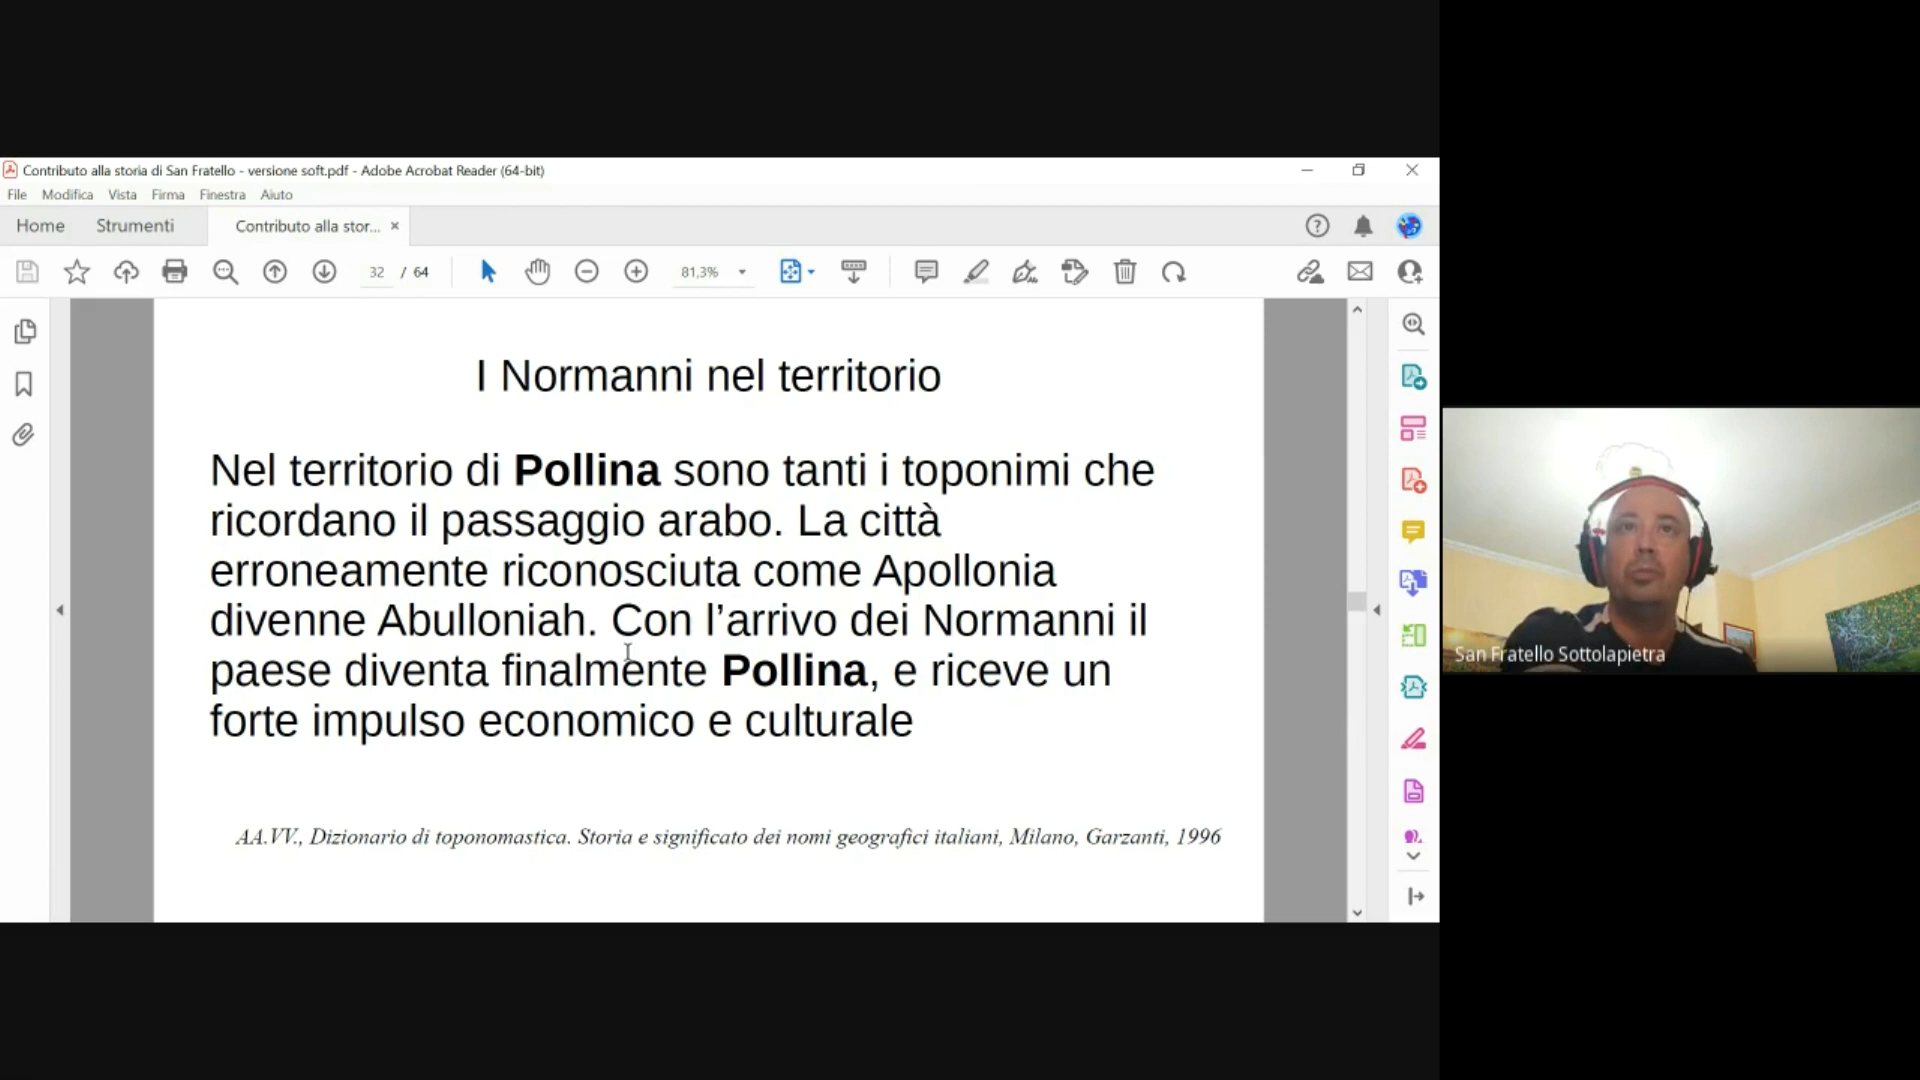 Contributo alla storia di San Fratello - versione soft.pdf - Adobe Acrobat Reader (64-bit)
File Modifica Vista Firma Finestra Aiuto
Home Strumenti Contributo alla stor...
32 / 64 81,3%
I Normanni nel territorio
Nel territorio di Pollina sono tanti i toponimi che
ricordano il passaggio arabo. La città
erroneamente riconosciuta come Apollonia
divenne Abulloniah. Con l’arrivo dei Normanni il
paese diventa finalmente Pollina, e riceve un
forte impulso economico e culturale
AA.VV., Dizionario di toponomastica. Storia e significato dei nomi geografici italiani, Milano, Garzanti, 1996
San Fratello Sottolapietra